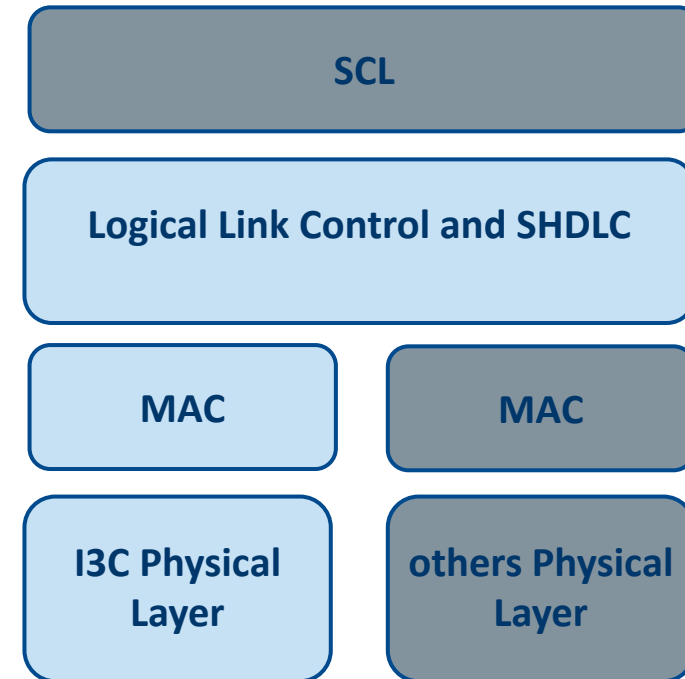 SCL
Logical Link Control and SHDLC
MAC
MAC
I3C Physical
Layer
others Physical
Layer